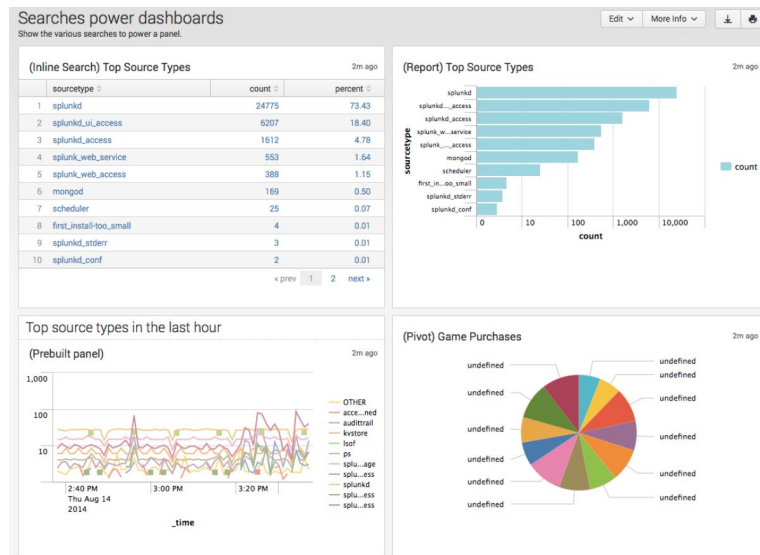 Searches power dashboards
Show the various searches to power a panel.
Edit
More Info
(Inline Search) Top Source Types
2m ago
sourcetype count percent
1 splunkd 24775 73.43
2 splunkd_ui_access 6207 18.40
3 splunkd_access 1612 4.78
4 splunk_web_service 553 1.64
5 splunk_web_access 388 1.15
6 mongod 169 0.50
7 scheduler 25 0.07
8 first_install-too_small 4 0.01
9 splunkd_stderr 3 0.01
10 splunkd_conf 2 0.01
« prev 1 2 next »
(Report) Top Source Types
2m ago
sourcetype
splunkd
splunkd..._access
splunkd_access
splunk_w...service
splunk_..._access
mongod
scheduler
first_in...oo_small
splunkd_stderr
splunkd_conf
0 10 100 1,000 10,000
count
count
Top source types in the last hour
(Prebuilt panel)
2m ago
1,000
100
10
2:40 PM 3:00 PM 3:20 PM
Thu Aug 14
2014
_time
OTHER
acce...ned
audittrail
kvstore
lsof
ps
splu...age
splu...ess
splunkd
splu...ess
splu...ess
(Pivot) Game Purchases
2m ago
undefined
undefined
undefined
undefined
undefined
undefined
undefined
undefined
undefined
undefined
undefined
undefined
undefined